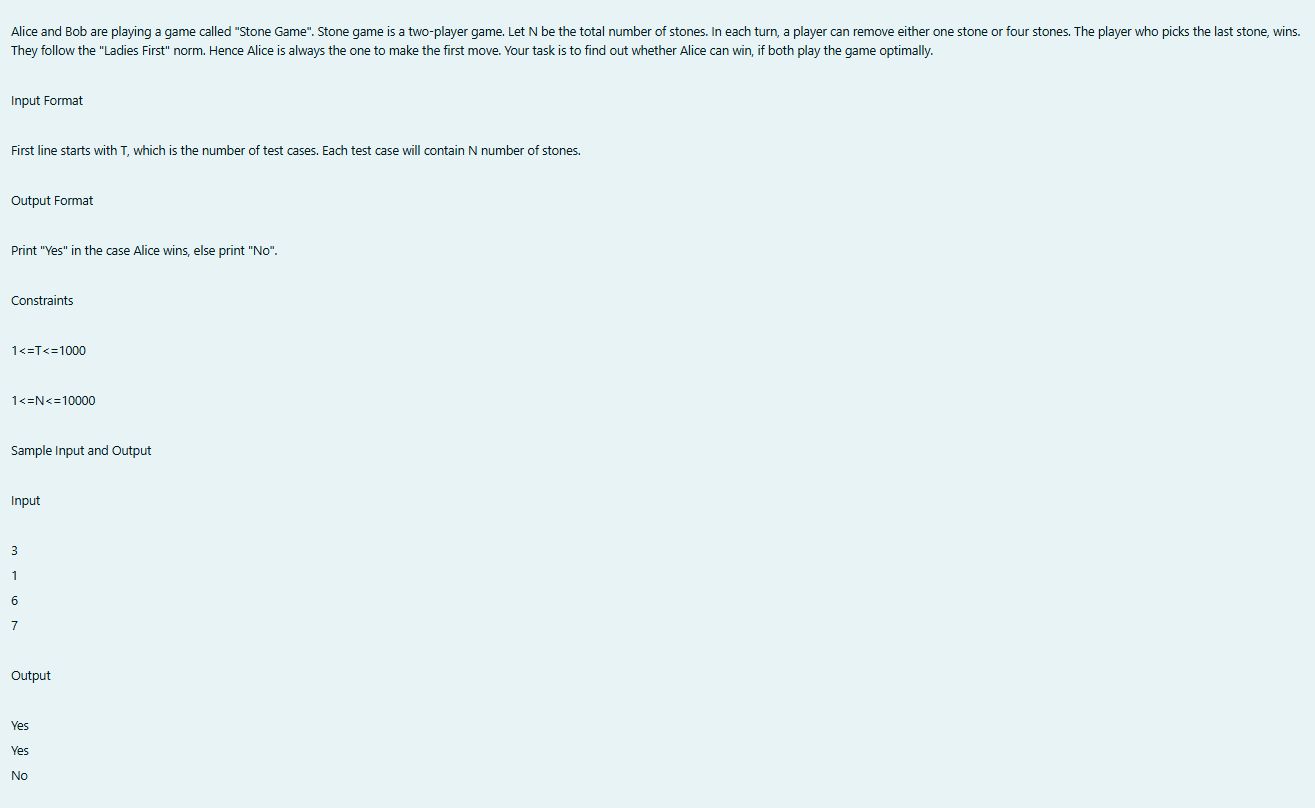 Alice and Bob are playing a game called "Stone Game". Stone game is a two-player game. Let N be the total number of stones. In each turn, a player can remove either one stone or four stones. The player who picks the last stone, wins.
They follow the "Ladies First" norm. Hence Alice is always the one to make the first move. Your task is to find out whether Alice can win, if both play the game optimally.
Input Format
First line starts with T, which is the number of test cases. Each test case will contain N number of stones.
Output Format
Print "Yes" in the case Alice wins, else print "No".
Constraints
1<=T<=1000
1<=N<=10000
Sample Input and Output
Input
3
1
6
7
Output
Yes
Yes
No